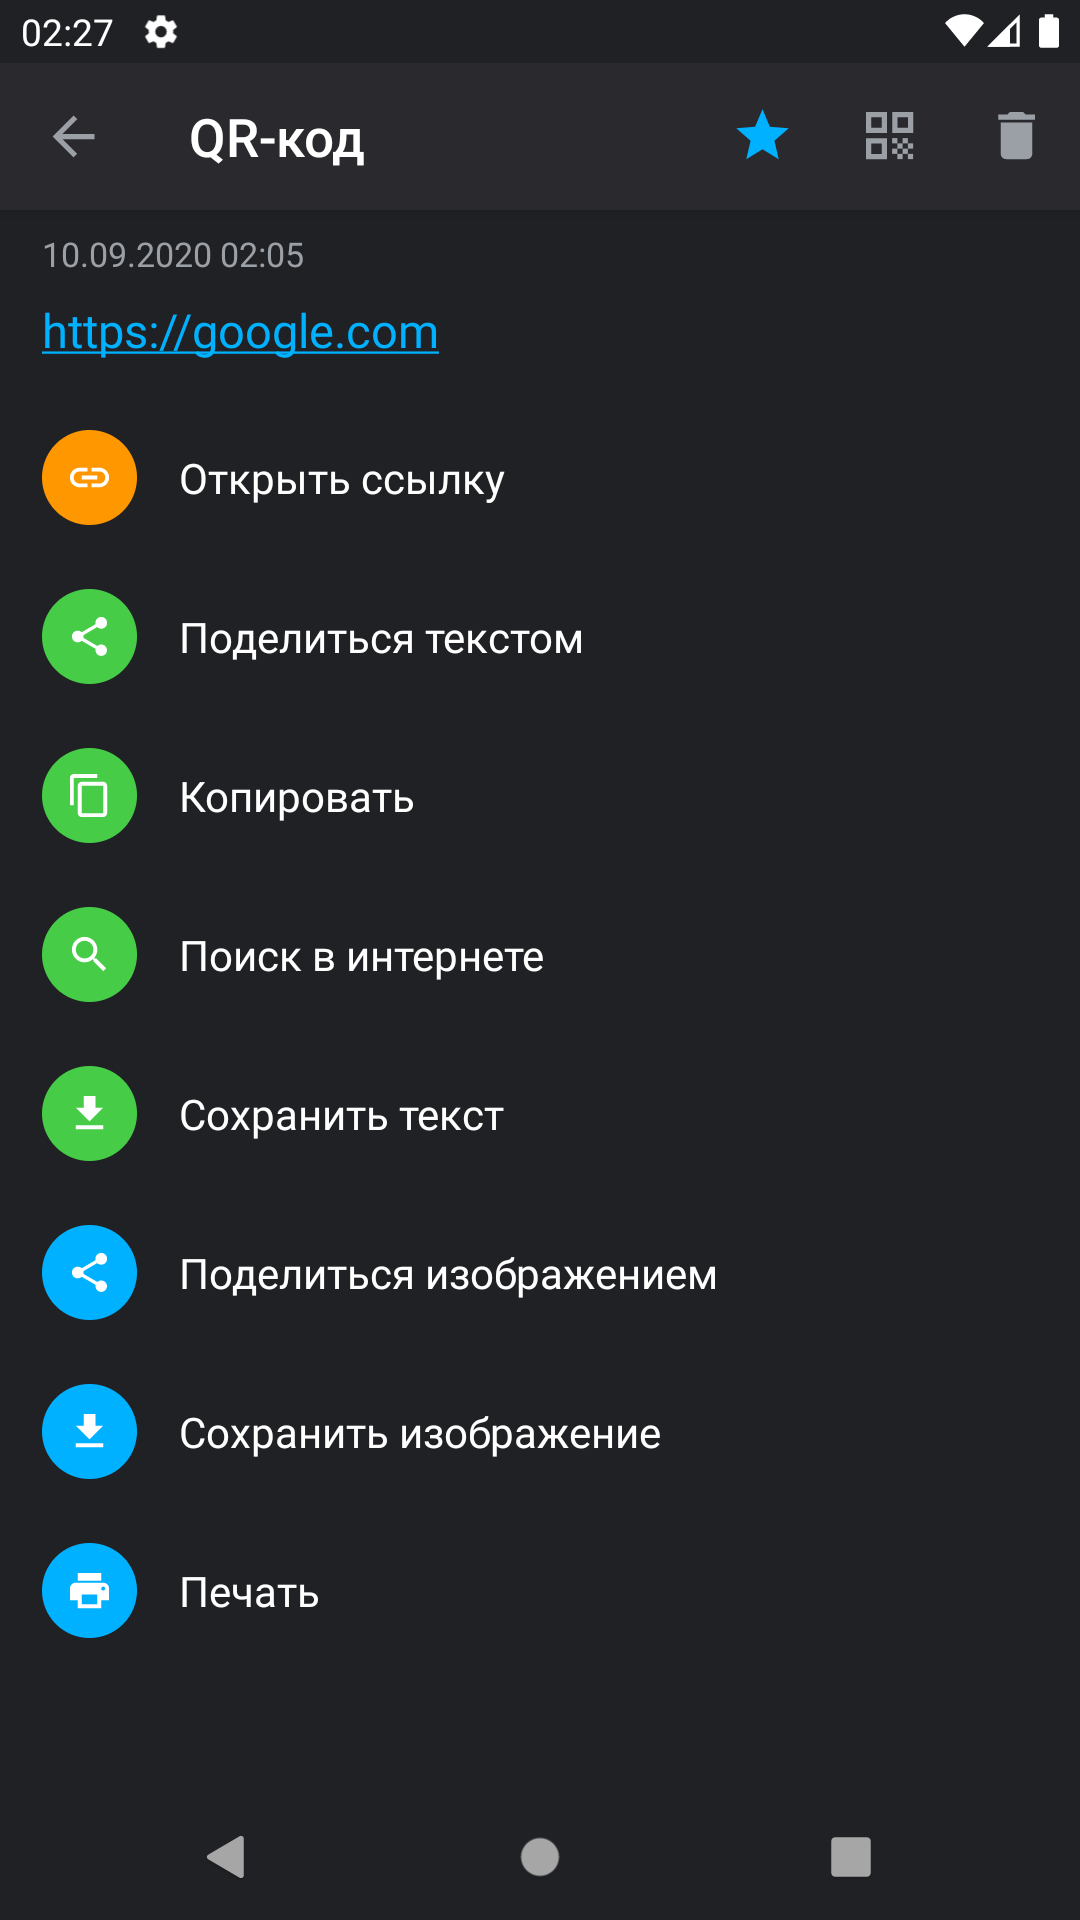 02:27
QR-код
10.09.2020 02:05
https://google.com
Открыть ссылку
Поделиться текстом
Копировать
Поиск в интернете
Сохранить текст
Поделиться изображением
Сохранить изображение
Печать